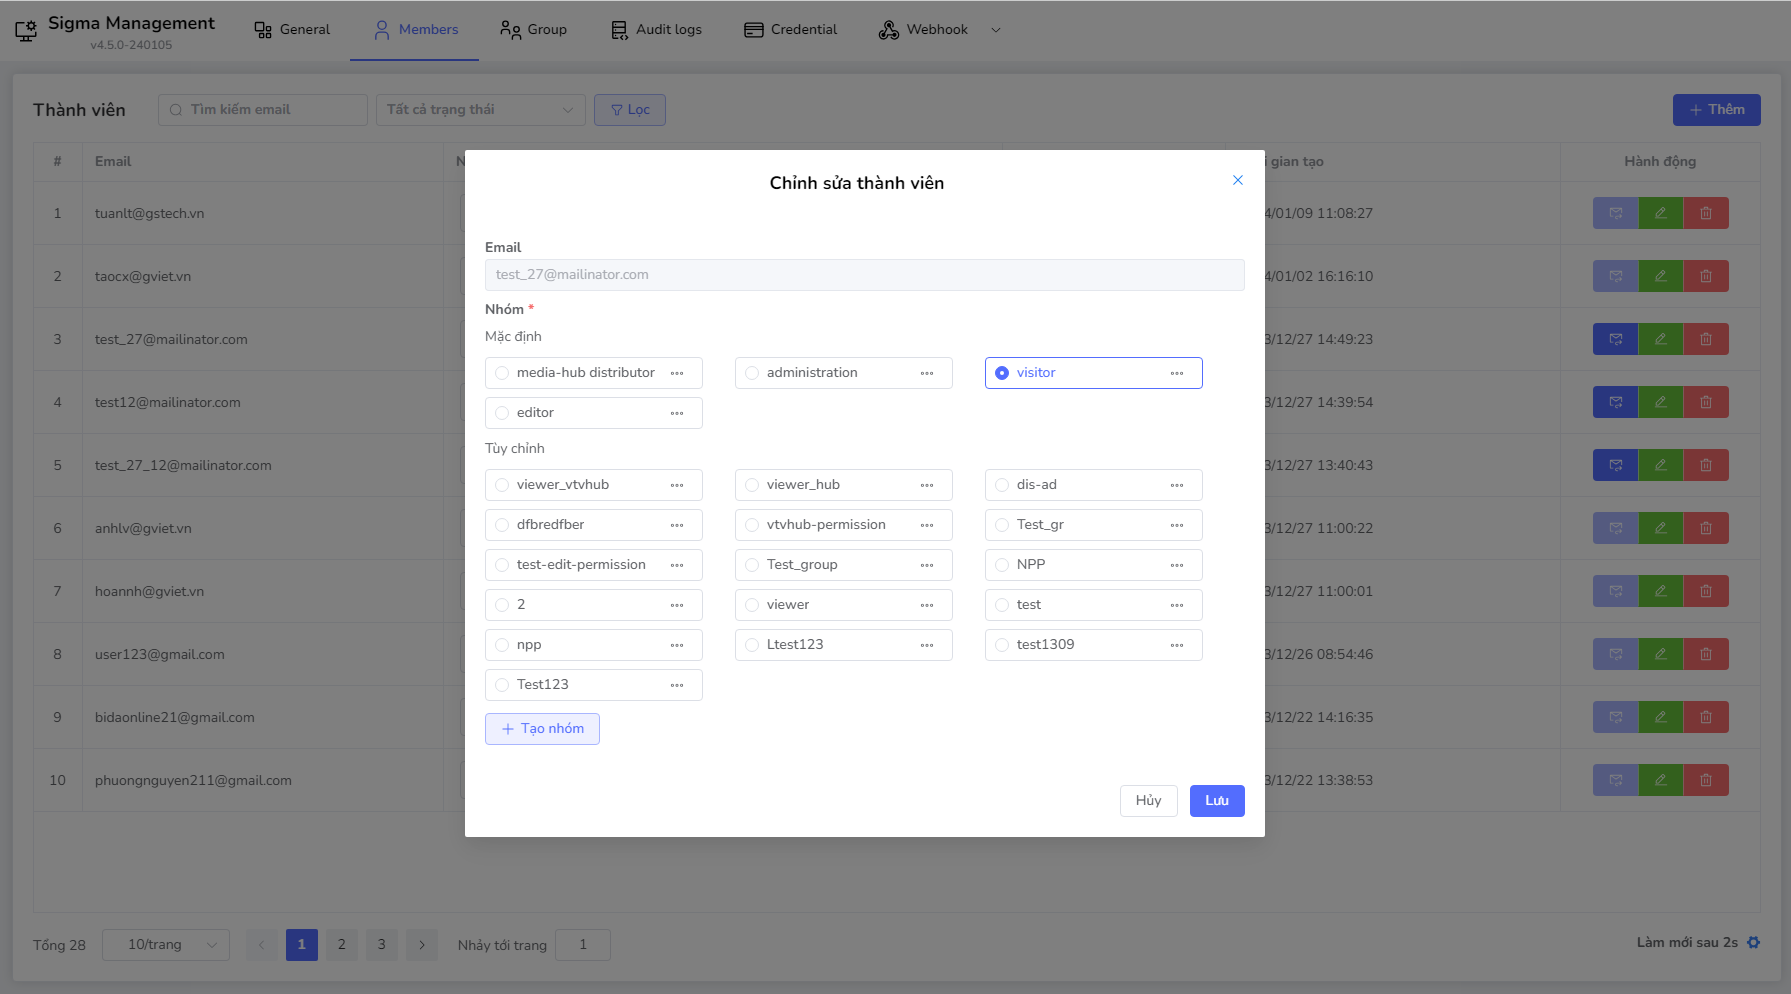 Sigma Management
v4.5.0-240105
General
Members
Group
Audit logs
Credential
Webhook
Thành viên
Tìm kiếm email
Tất cả trạng thái
Lọc
Thêm
# Email N i gian tạo Hành động
1 tuanlt@gstech.vn 4/01/09 11:08:27
2 taocx@gviet.vn 4/01/02 16:16:10
3 test_27@mailinator.com 3/12/27 14:49:23
4 test12@mailinator.com 3/12/27 14:39:54
5 test_27_12@mailinator.com 3/12/27 13:40:43
6 anhlv@gviet.vn 3/12/27 11:00:22
7 hoannh@gviet.vn 3/12/27 11:00:01
8 user123@gmail.com 3/12/26 08:54:46
9 bidaonline21@gmail.com 3/12/22 14:16:35
10 phuongnguyen211@gmail.com 3/12/22 13:38:53
Chỉnh sửa thành viên
Email
test_27@mailinator.com
Nhóm *
Mặc định
media-hub distributor administration visitor
editor
Tùy chỉnh
viewer_vtvhub viewer_hub dis-ad
dfbredfber vtvhub-permission Test_gr
test-edit-permission Test_group NPP
2 viewer test
npp Ltest123 test1309
Test123
Tạo nhóm
Hủy Lưu
Tổng 28 10/trang 1 2 3 Nhảy tới trang 1 Làm mới sau 2s